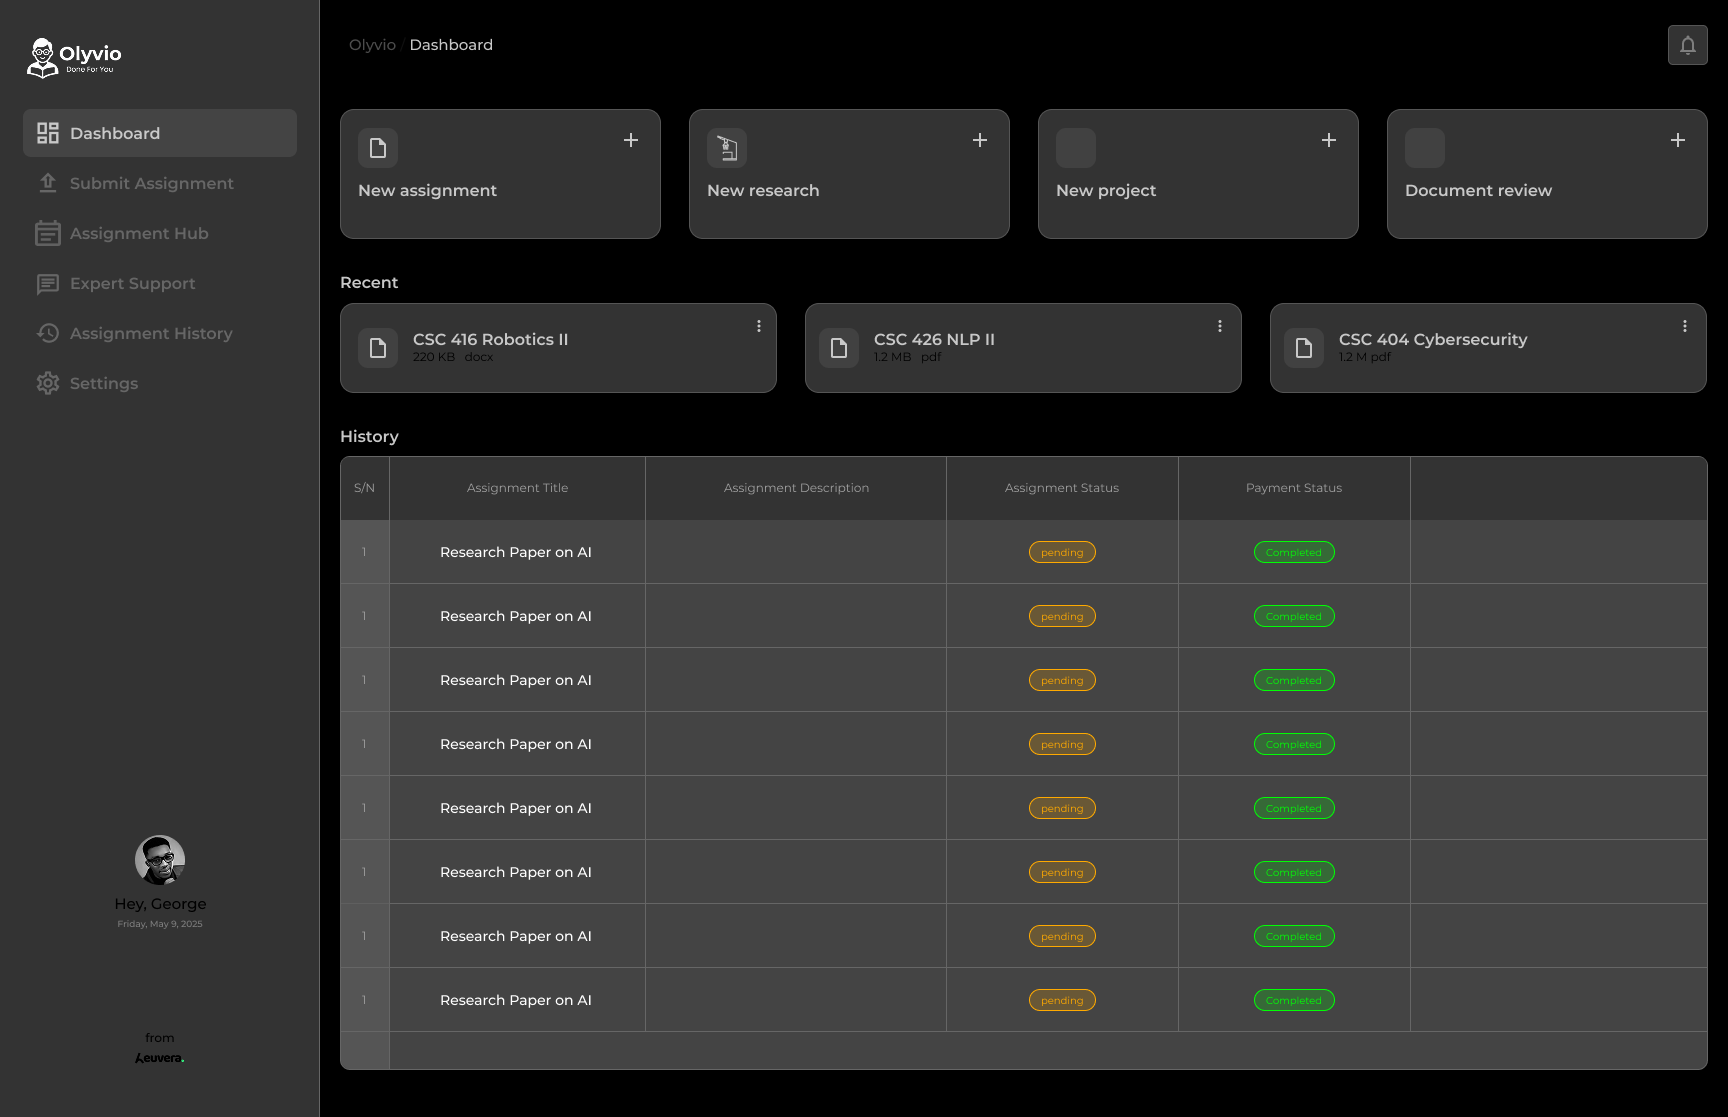 Olyvio
Done For You
Dashboard
Submit Assignment
Assignment Hub
Expert Support
Assignment History
Settings
Hey, George
Friday, May 9, 2025
from
Leuvera.
Olyvio / Dashboard
New assignment
New research
New project
Document review
Recent
CSC 416 Robotics II
220 KB docx
CSC 426 NLP II
1.2 MB pdf
CSC 404 Cybersecurity
1.2 M pdf
History
S/N Assignment Title Assignment Description Assignment Status Payment Status
1 Research Paper on AI pending Completed
1 Research Paper on AI pending Completed
1 Research Paper on AI pending Completed
1 Research Paper on AI pending Completed
1 Research Paper on AI pending Completed
1 Research Paper on AI pending Completed
1 Research Paper on AI pending Completed
1 Research Paper on AI pending Completed